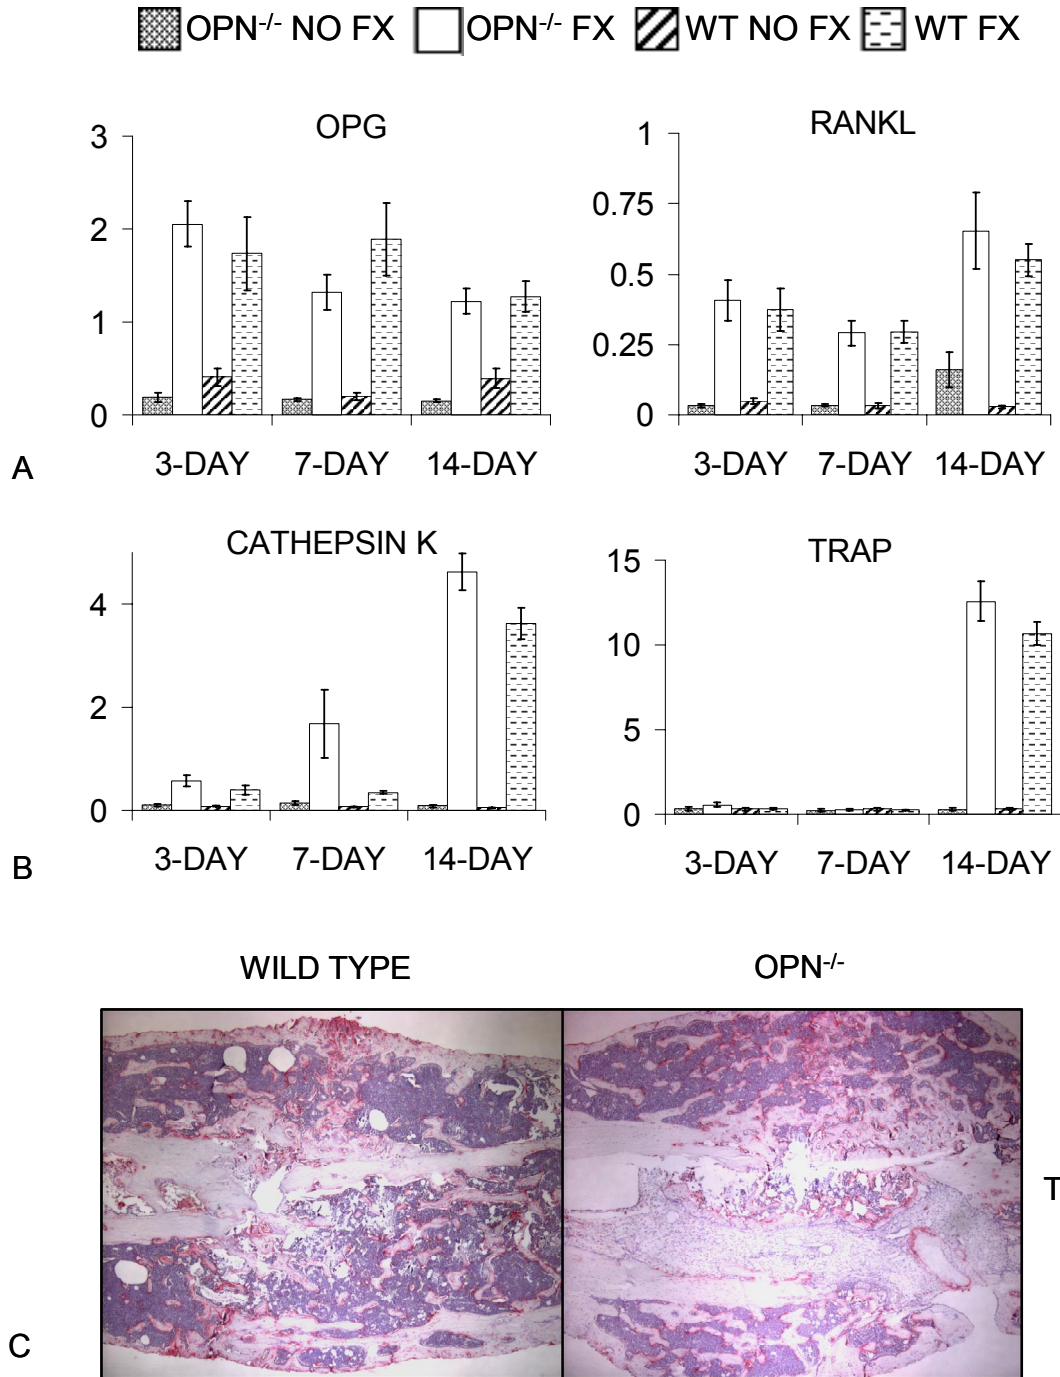 OPN⁻/⁻ NO FX OPN⁻/⁻ FX WT NO FX WT FX
OPG
3
2
1
0
3-DAY 7-DAY 14-DAY
RANKL
1
0.75
0.5
0.25
0
3-DAY 7-DAY 14-DAY
A
CATHEPSIN K
4
2
0
3-DAY 7-DAY 14-DAY
TRAP
15
10
5
0
3-DAY 7-DAY 14-DAY
B
WILD TYPE OPN⁻/⁻
T
C